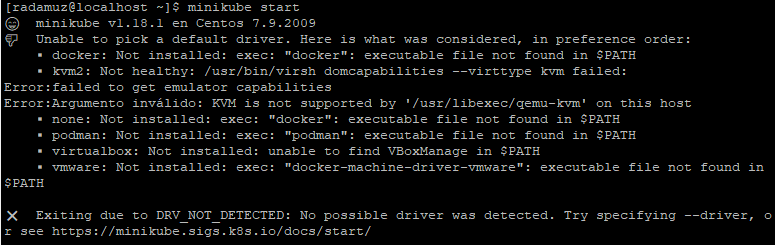 [radamuz@localhost ~]$ minikube start
😄  minikube v1.18.1 en Centos 7.9.2009
👎  Unable to pick a default driver. Here is what was considered, in preference order:
    ▪ docker: Not installed: exec: "docker": executable file not found in $PATH
    ▪ kvm2: Not healthy: /usr/bin/virsh domcapabilities --virttype kvm failed:
Error:failed to get emulator capabilities
Error:Argumento inválido: KVM is not supported by '/usr/libexec/qemu-kvm' on this host
    ▪ none: Not installed: exec: "docker": executable file not found in $PATH
    ▪ podman: Not installed: exec: "podman": executable file not found in $PATH
    ▪ virtualbox: Not installed: unable to find VBoxManage in $PATH
    ▪ vmware: Not installed: exec: "docker-machine-driver-vmware": executable file not found in
$PATH
❌  Exiting due to DRV_NOT_DETECTED: No possible driver was detected. Try specifying --driver, o
r see https://minikube.sigs.k8s.io/docs/start/